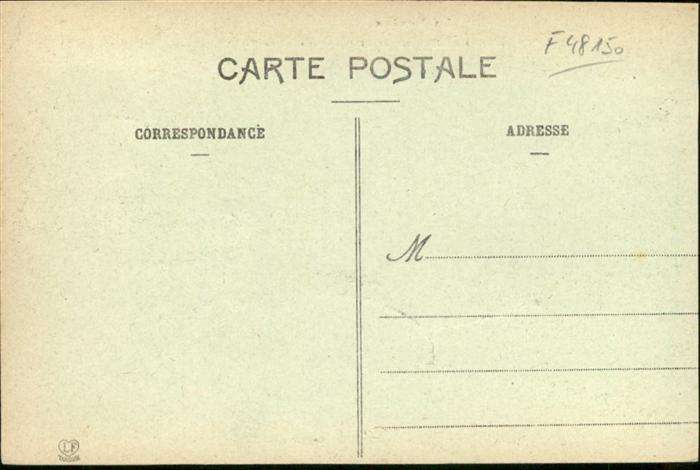 F48150
CARTE POSTALE
CORRESPONDANCE
ADRESSE
M